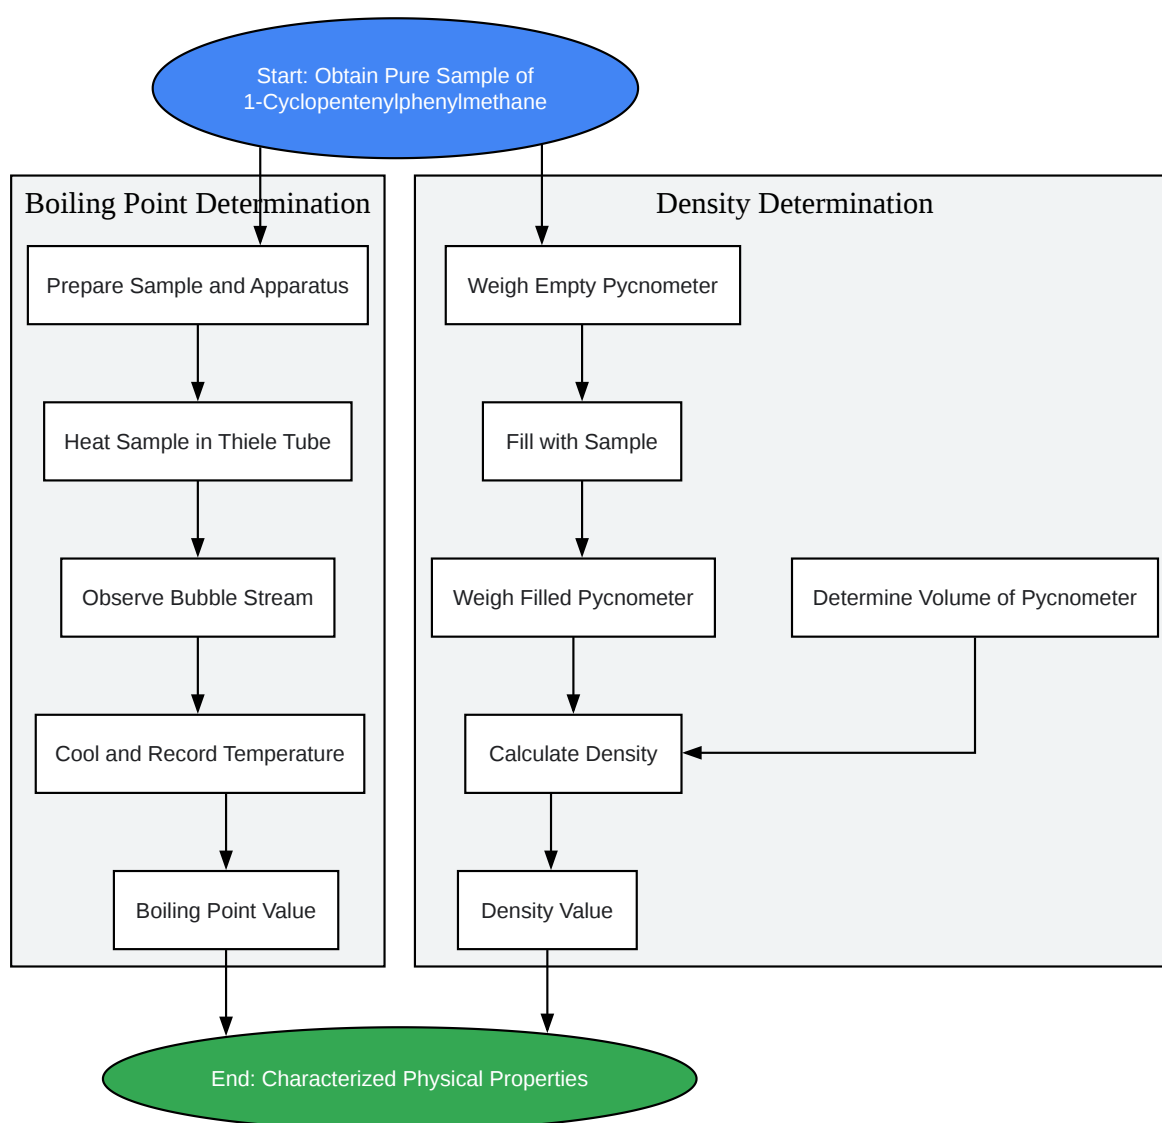 Start: Obtain Pure Sample of
1-Cyclopentenylphenylmethane
Boiling Point Determination
Prepare Sample and Apparatus
Heat Sample in Thiele Tube
Observe Bubble Stream
Cool and Record Temperature
Boiling Point Value
Density Determination
Weigh Empty Pycnometer
Fill with Sample
Weigh Filled Pycnometer
Determine Volume of Pycnometer
Calculate Density
Density Value
End: Characterized Physical Properties